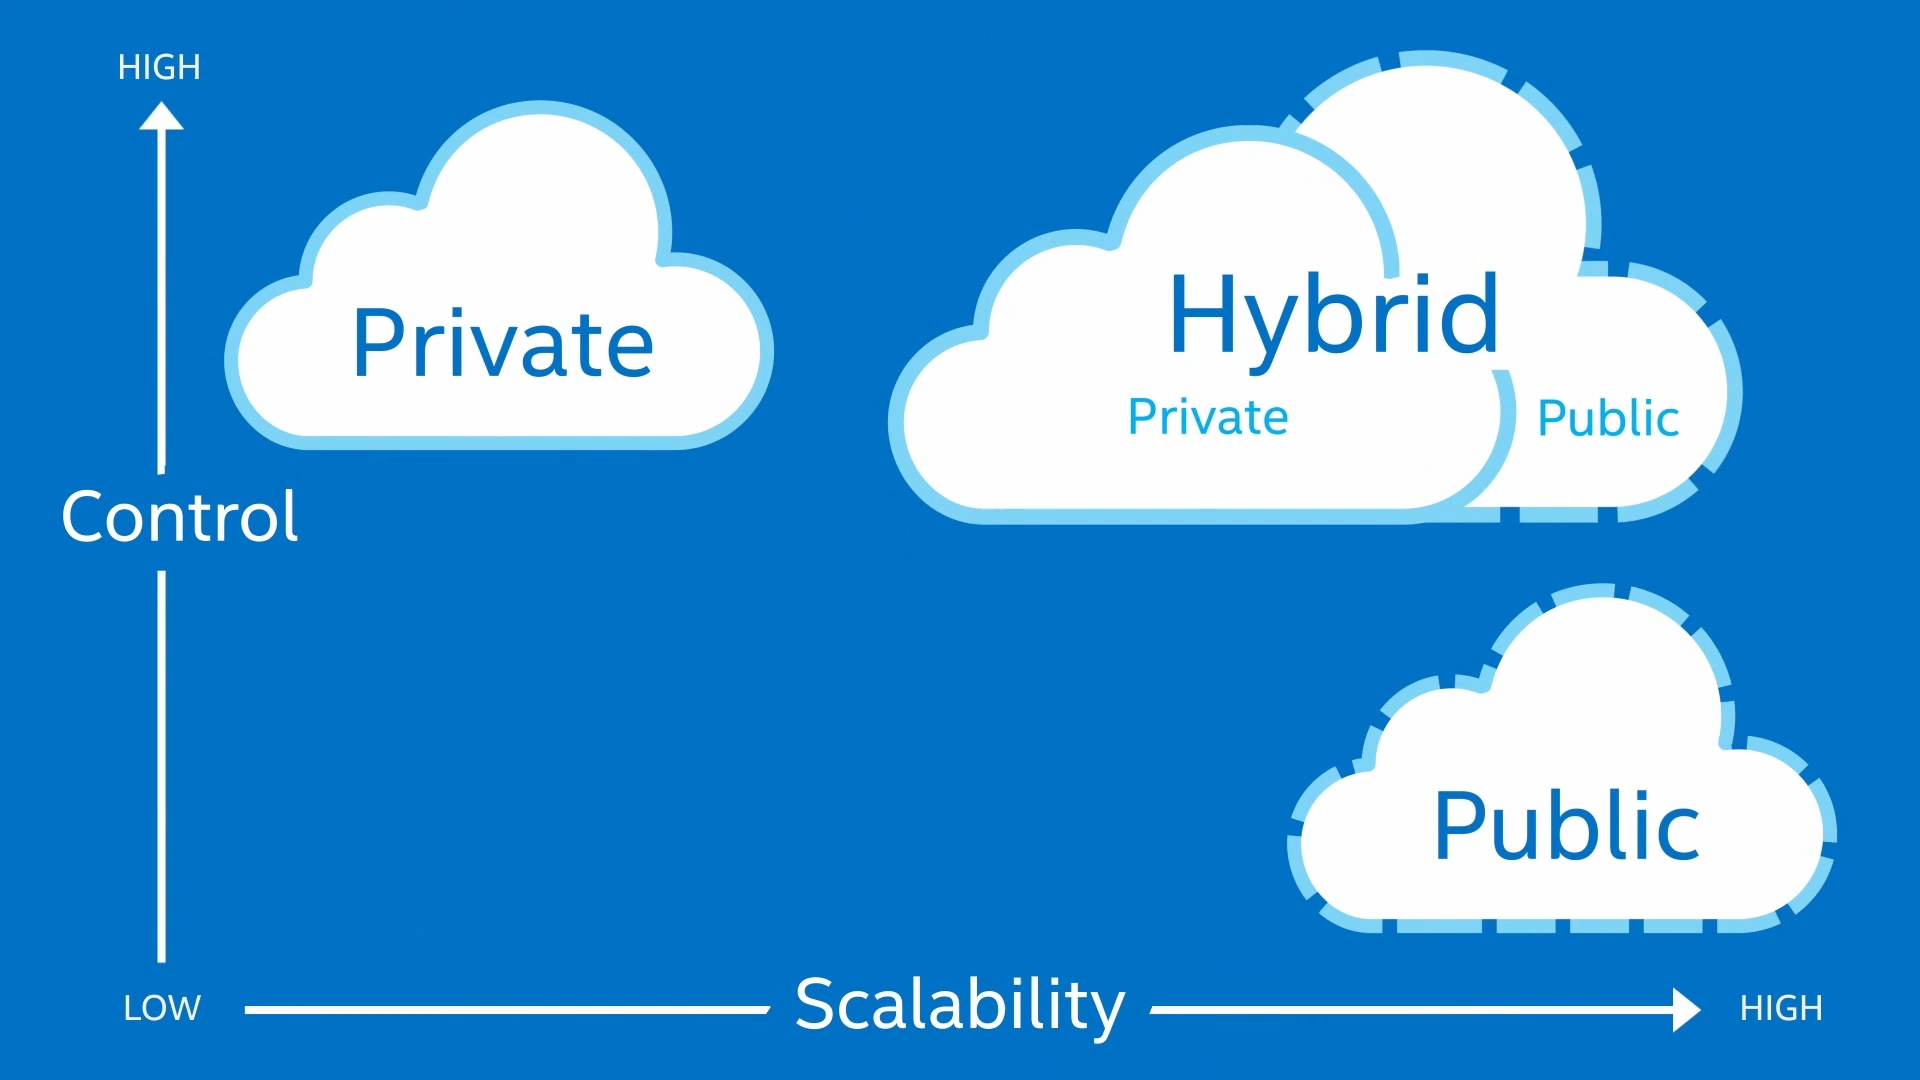 HIGH
Private
Hybrid
Private
Public
Control
Public
LOW
Scalability
HIGH